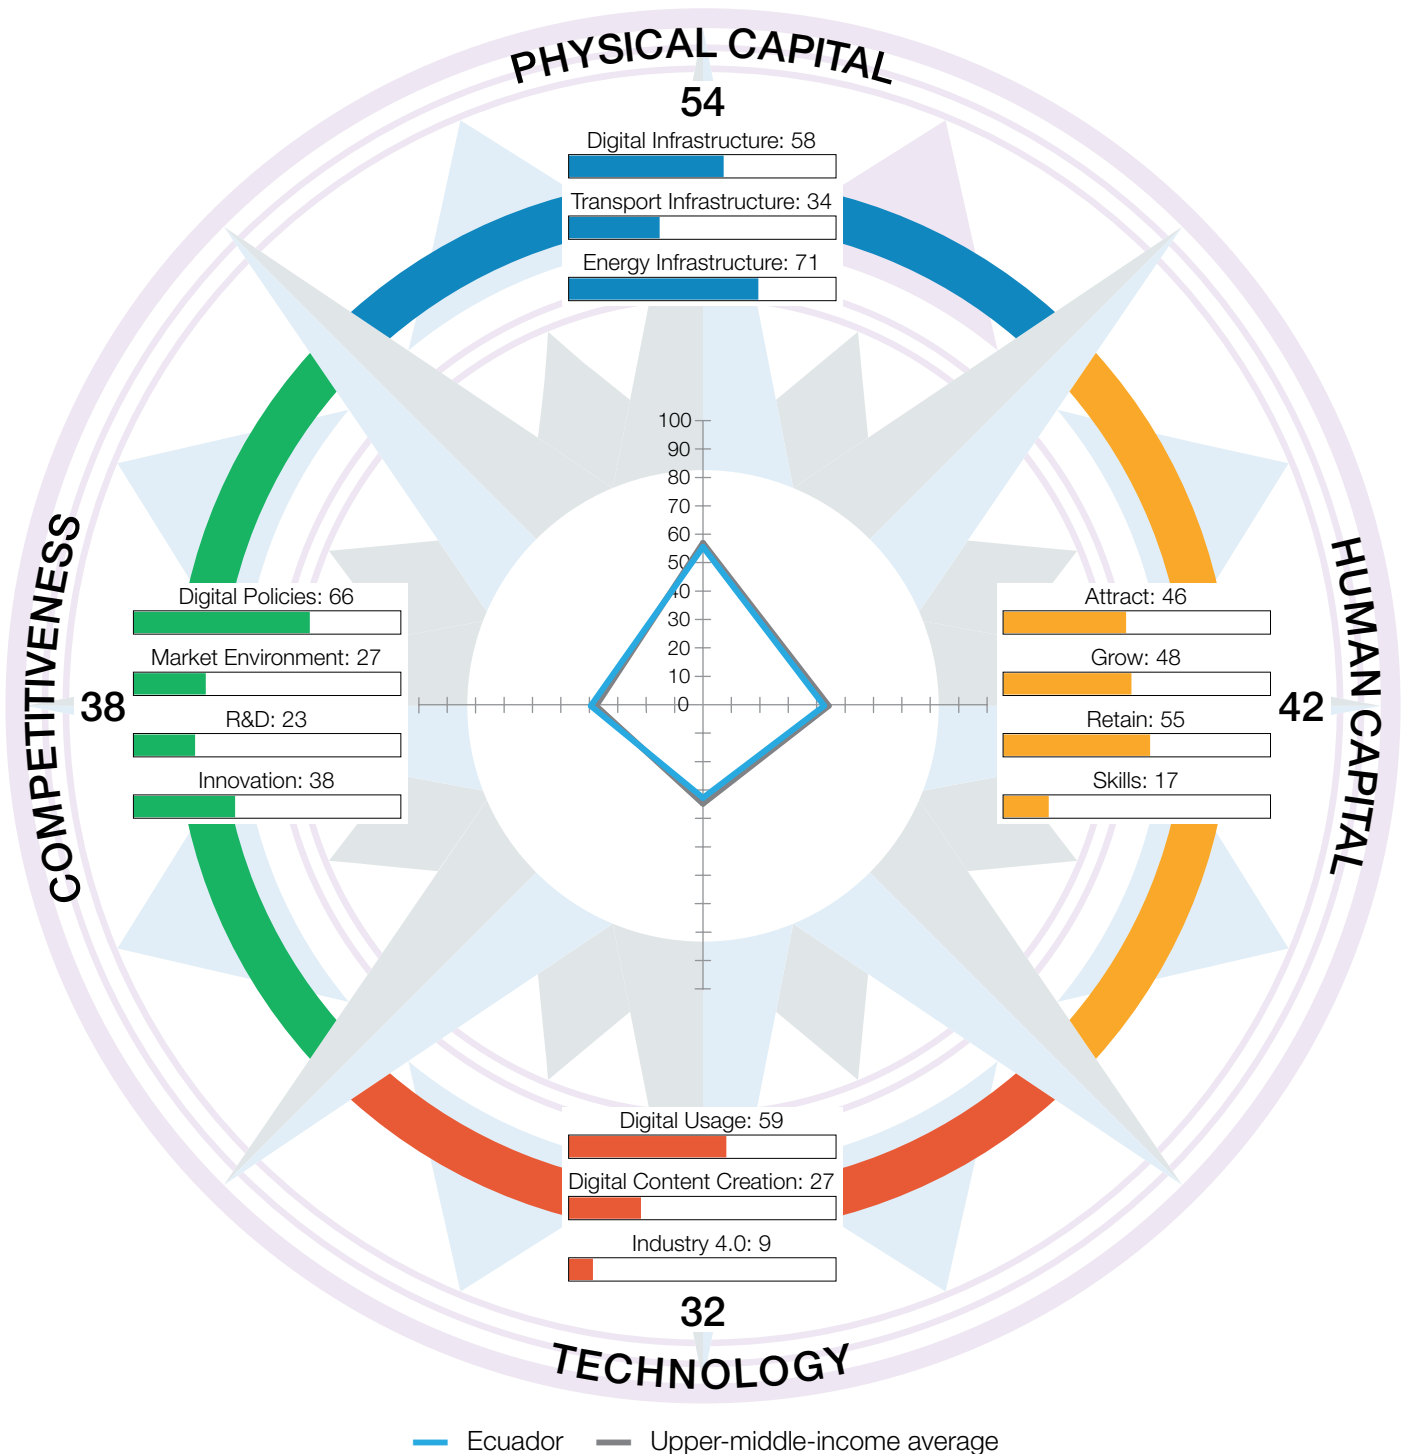 PHYSICAL CAPITAL
54
Digital Infrastructure: 58
Transport Infrastructure: 34
Energy Infrastructure: 71
100
90
80
70
60
50
40
30
20
10
0
COMPETITIVENESS
38
Digital Policies: 66
Market Environment: 27
R&D: 23
Innovation: 38
HUMAN CAPITAL
42
Attract: 46
Grow: 48
Retain: 55
Skills: 17
Digital Usage: 59
Digital Content Creation: 27
Industry 4.0: 9
32
TECHNOLOGY
Ecuador
Upper-middle-income average